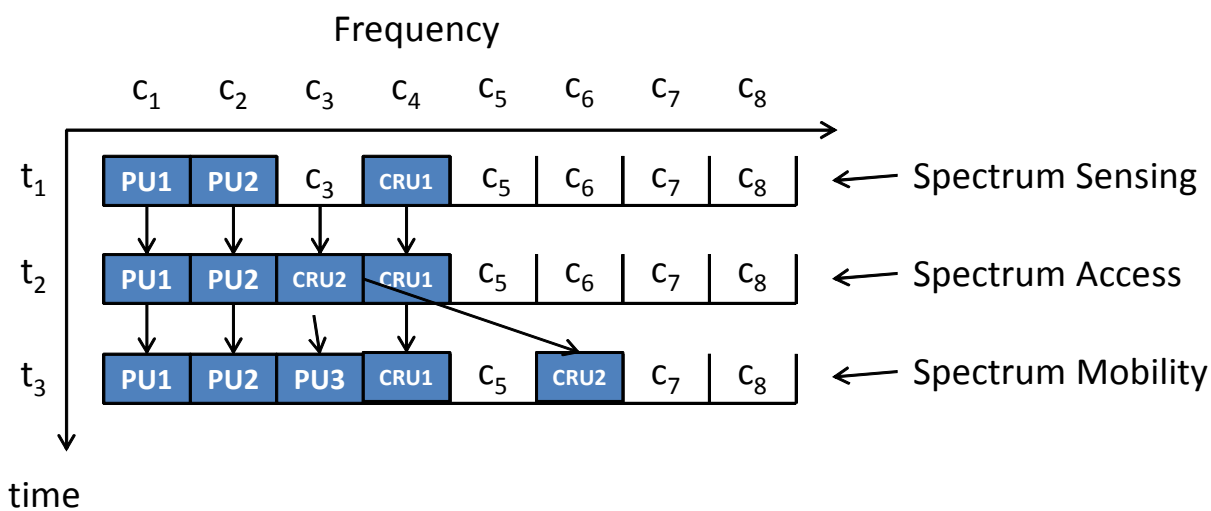 Frequency
c₁ c₂ c₃ c₄ c₅ c₆ c₇ c₈
t₁ PU1 PU2 c₃ CRU1 c₅ c₆ c₇ c₈ Spectrum Sensing
t₂ PU1 PU2 CRU2 CRU1 c₅ c₆ c₇ c₈ Spectrum Access
t₃ PU1 PU2 PU3 CRU1 c₅ CRU2 c₇ c₈ Spectrum Mobility
time